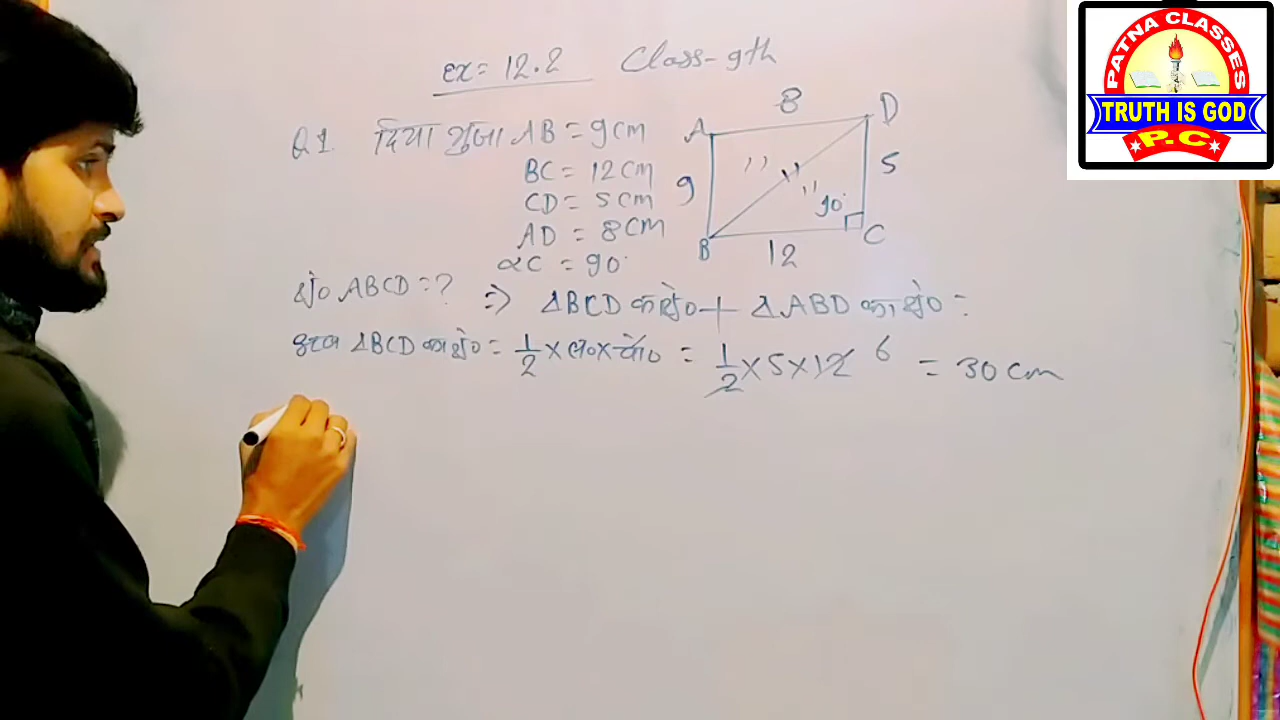 ex= 12.2 Class- 9th
Q1 दिया भुजा AB = 9cm
BC = 12cm
CD = 5cm
AD = 8cm
∝C = 90°
क्षे० ABCD = ? ⇒ ΔBCD का क्षे० + ΔABD का क्षे० =
ΔBCD का क्षे० = 1/2 × ल० × चौ० = 1/2 × 5 × 12 6 = 30 cm
A 8 D
9 5
90°
B 12 C
PATNA CLASSES
TRUTH IS GOD
P.C.